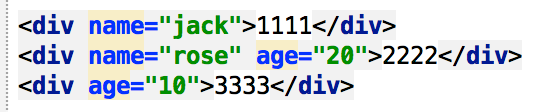 <div name="jack">1111</div>
<div name="rose" age="20">2222</div>
<div age="10">3333</div>